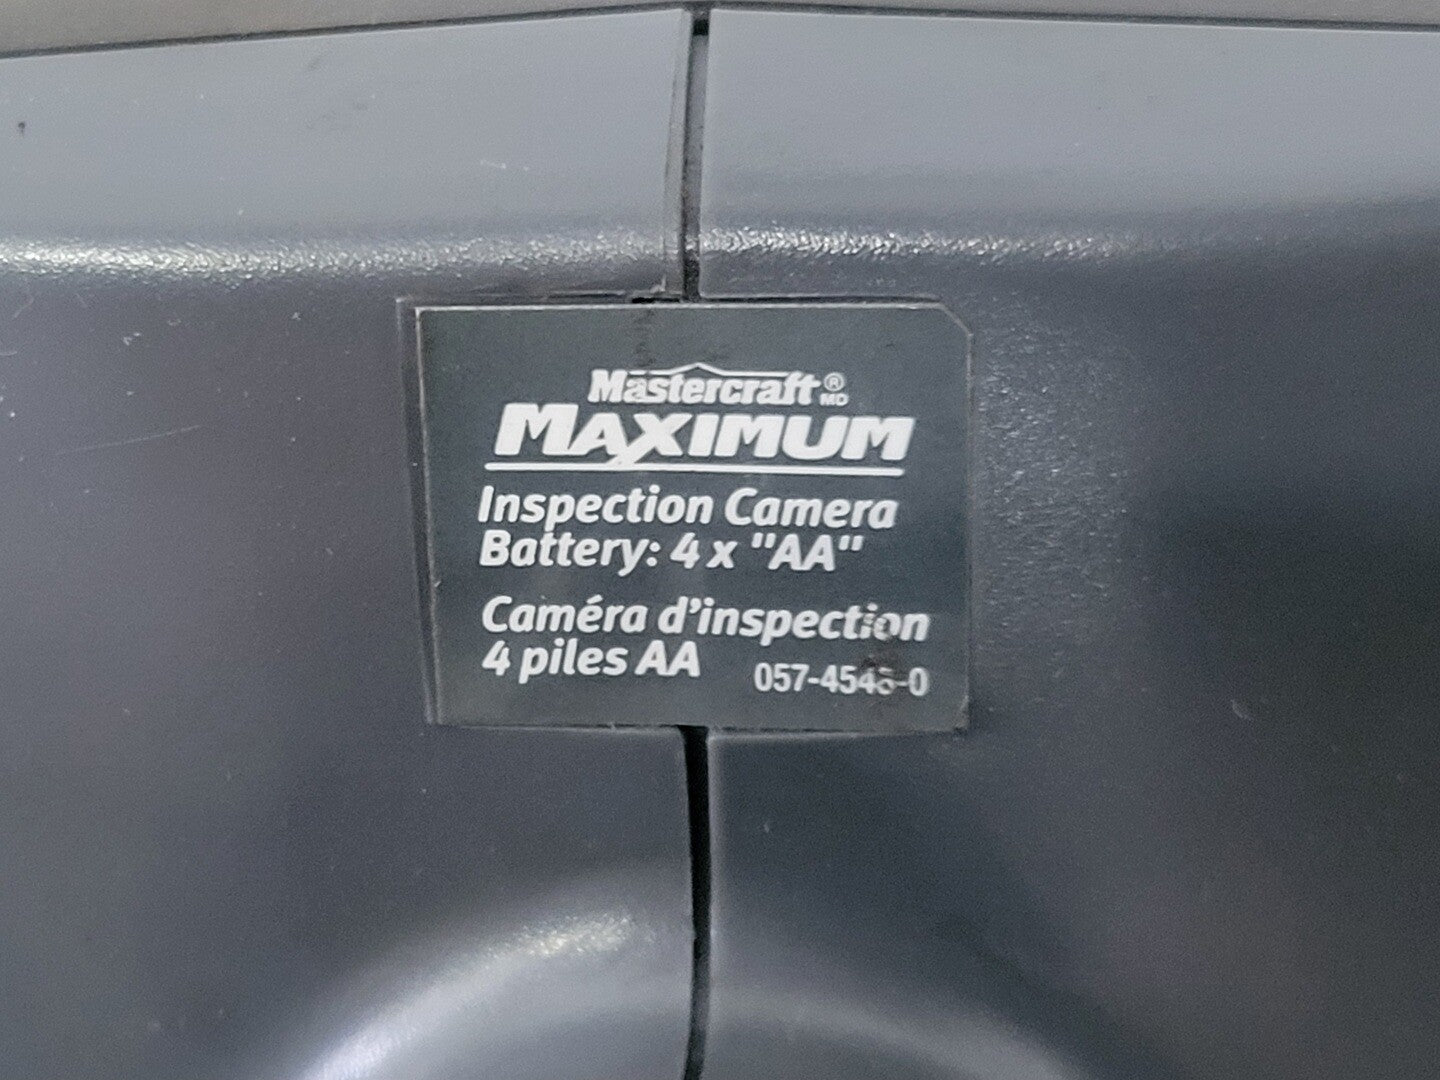 Mastercraft® MD
MAXIMUM
Inspection Camera
Battery: 4 x "AA"
Caméra d'inspection
4 piles AA